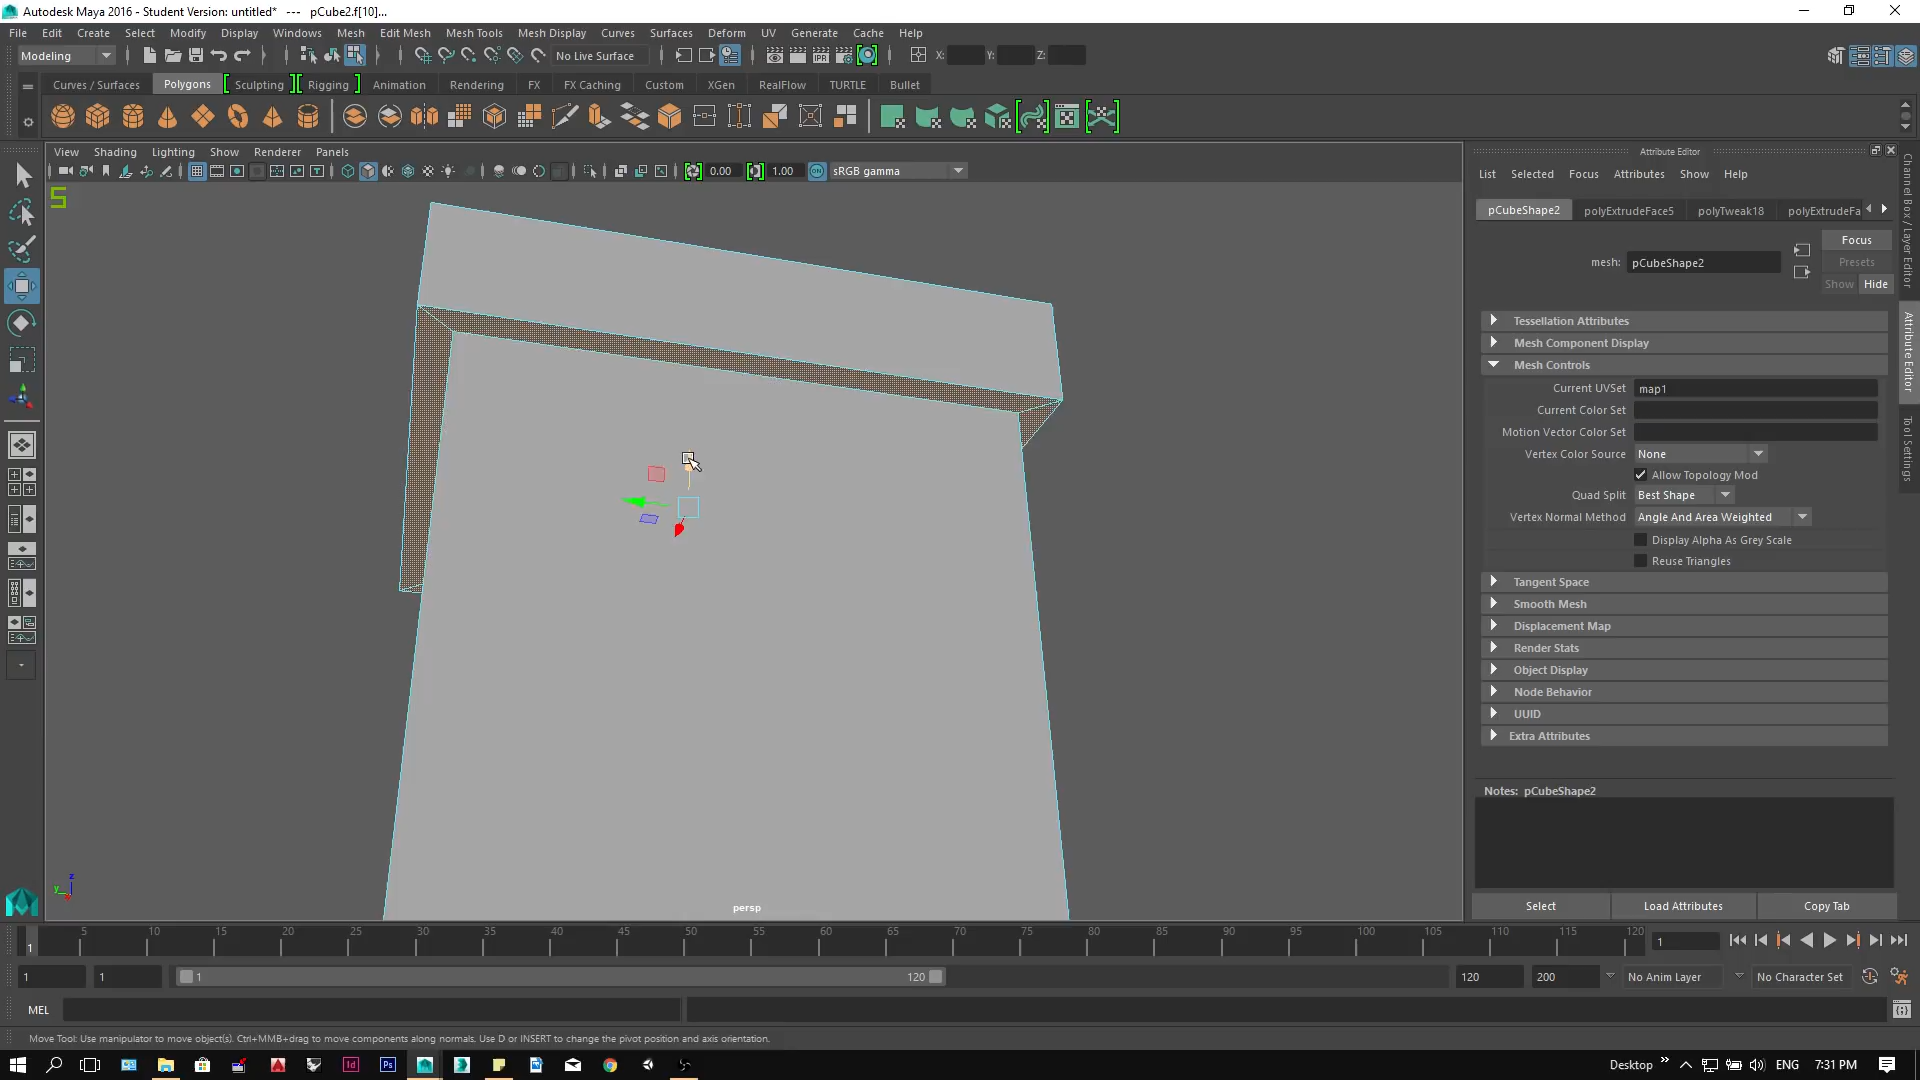 Autodesk Maya 2016 - Student Version: untitled* --- pCube2.f[10]...
File Edit Create Select Modify Display Windows Mesh Edit Mesh Mesh Tools Mesh Display Curves Surfaces Deform UV Generate Cache Help
Modeling No Live Surface X: Y: Z:
Curves / Surfaces Polygons Sculpting Rigging Animation Rendering FX FX Caching Custom XGen RealFlow TURTLE Bullet
View Shading Lighting Show Renderer Panels
0.00 1.00 sRGB gamma
S
Attribute Editor
List Selected Focus Attributes Show Help
pCubeShape2 polyExtrudeFace5 polyTweak18 polyExtrudeFa
Focus
mesh: pCubeShape2
Presets
Show Hide
Tessellation Attributes
Mesh Component Display
Mesh Controls
Current UVSet map1
Current Color Set
Motion Vector Color Set
Vertex Color Source None
Allow Topology Mod
Quad Split Best Shape
Vertex Normal Method Angle And Area Weighted
Display Alpha As Grey Scale
Reuse Triangles
Tangent Space
Smooth Mesh
Displacement Map
Render Stats
Object Display
Node Behavior
UUID
Extra Attributes
Notes: pCubeShape2
Select Load Attributes Copy Tab
Channel Box / Layer Editor
Attribute Editor
Tool Settings
z
y
persp
1 5 10 15 20 25 30 35 40 45 50 55 60 65 70 75 80 85 90 95 100 105 110 115 120 1
1 1 1 120 120 200 No Anim Layer No Character Set
MEL
Move Tool: Use manipulator to move object(s). Ctrl+MMB+drag to move components along normals. Use D or INSERT to change the pivot position and axis orientation.
Desktop ENG 7:31 PM